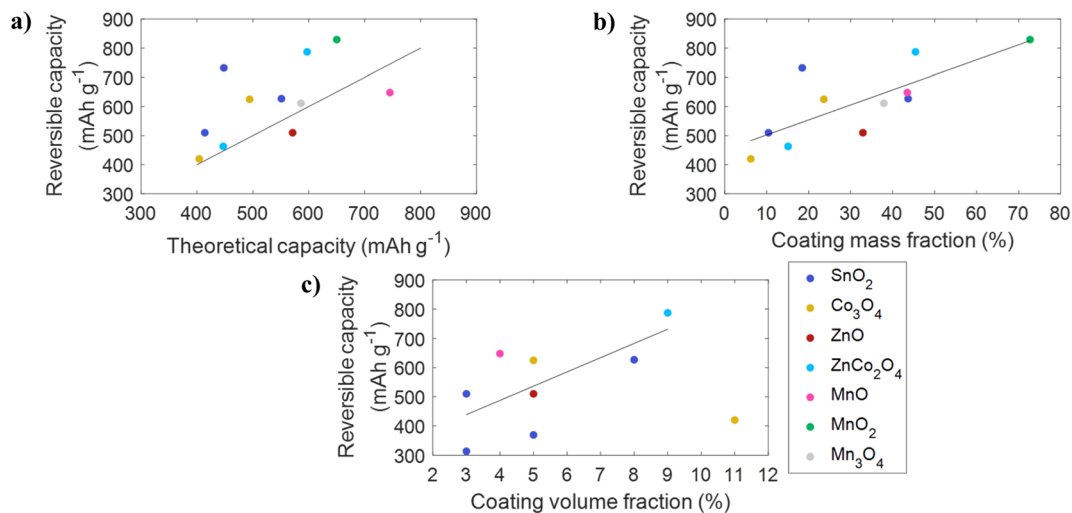 a)
Reversible capacity
(mAh g⁻¹)
900
800
700
600
500
400
300
300 400 500 600 700 800 900
Theoretical capacity (mAh g⁻¹)
b)
Reversible capacity
(mAh g⁻¹)
900
800
700
600
500
400
300
0 10 20 30 40 50 60 70 80
Coating mass fraction (%)
c)
Reversible capacity
(mAh g⁻¹)
900
800
700
600
500
400
300
2 3 4 5 6 7 8 9 10 11 12
Coating volume fraction (%)
SnO₂
Co₃O₄
ZnO
ZnCo₂O₄
MnO
MnO₂
Mn₃O₄